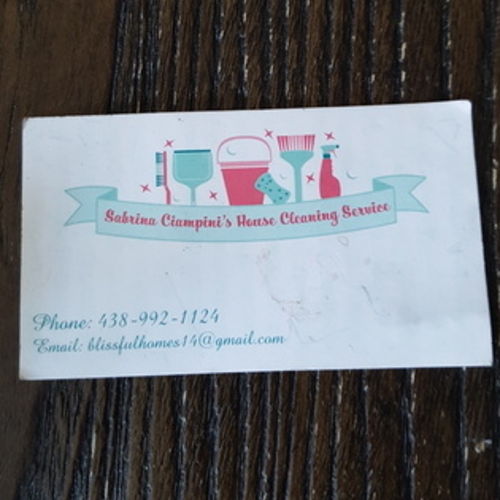 Sabrina Ciampini's House Cleaning Service
Phone: 438-992-1124
Email: blissfulhomes14@gmail.com